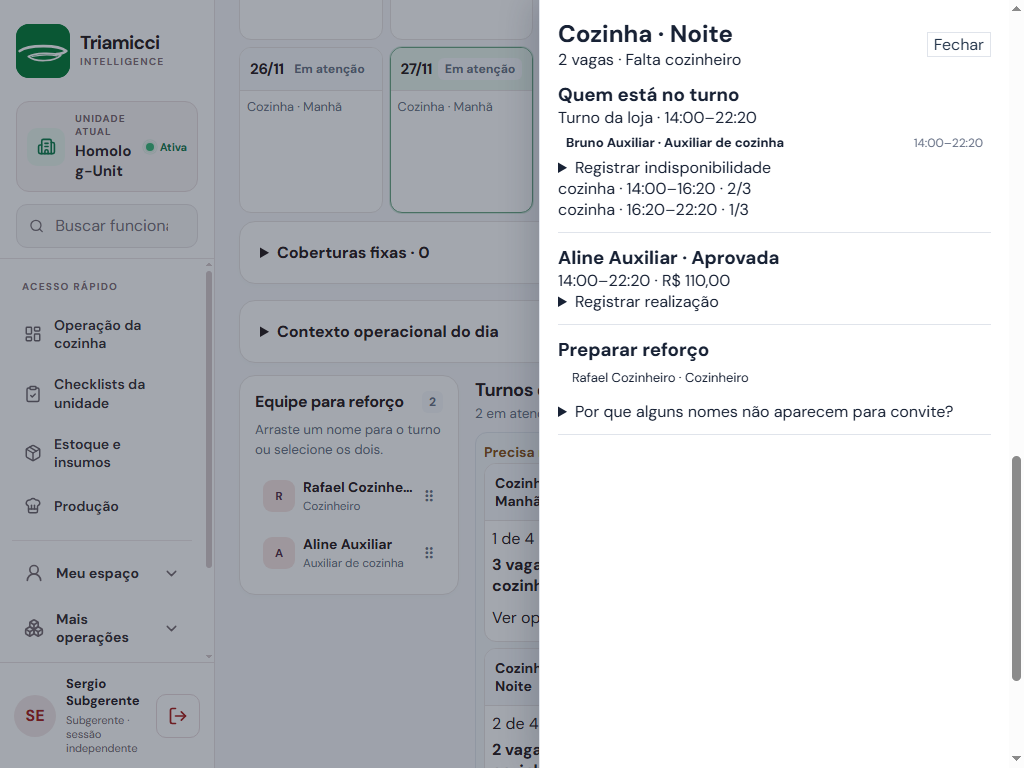 Triamicci
INTELLIGENCE
UNIDADE
ATUAL
Homolo
g-Unit
Ativa
Buscar funciona
ACESSO RÁPIDO
Operação da
cozinha
Checklists da
unidade
Estoque e
insumos
Produção
Meu espaço
Mais
operações
SE
Sergio
Subgerente
Subgerente ·
sessão
independente
26/11 Em atenção
Cozinha · Manhã
27/11 Em atenção
Cozinha · Manhã
Coberturas fixas · 0
Contexto operacional do dia
Equipe para reforço 2
Arraste um nome para o turno
ou selecione os dois.
R
Rafael Cozinhe...
Cozinheiro
A
Aline Auxiliar
Auxiliar de cozinha
Turnos
2 em aten
Precisa
Cozinh
Manhã
1 de 4
3 vaga
cozinh
Ver op
Cozinh
Noite
2 de 4
2 vaga
Cozinha · Noite
2 vagas · Falta cozinheiro
Fechar
Quem está no turno
Turno da loja · 14:00–22:20
Bruno Auxiliar · Auxiliar de cozinha 14:00–22:20
Registrar indisponibilidade
cozinha · 14:00–16:20 · 2/3
cozinha · 16:20–22:20 · 1/3
Aline Auxiliar · Aprovada
14:00–22:20 · R$ 110,00
Registrar realização
Preparar reforço
Rafael Cozinheiro · Cozinheiro
Por que alguns nomes não aparecem para convite?